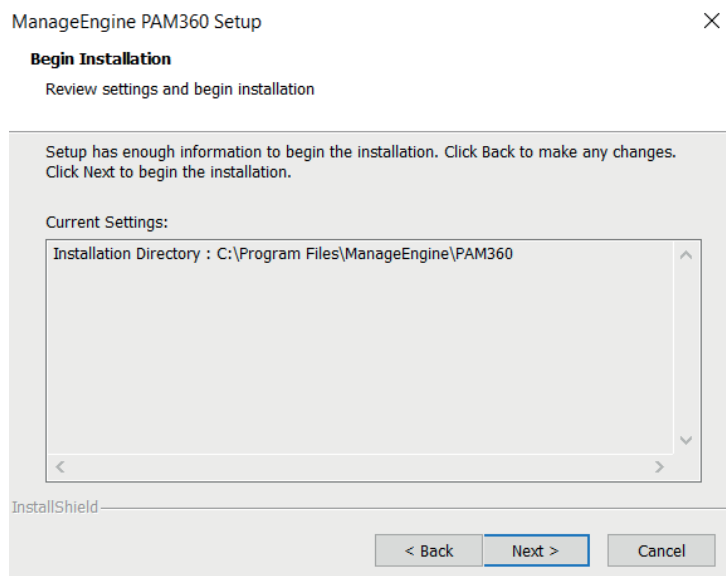 ManageEngine PAM360 Setup
Begin Installation
Review settings and begin installation
Setup has enough information to begin the installation. Click Back to make any changes.
Click Next to begin the installation.
Current Settings:
Installation Directory : C:\Program Files\ManageEngine\PAM360
InstallShield
< Back
Next >
Cancel